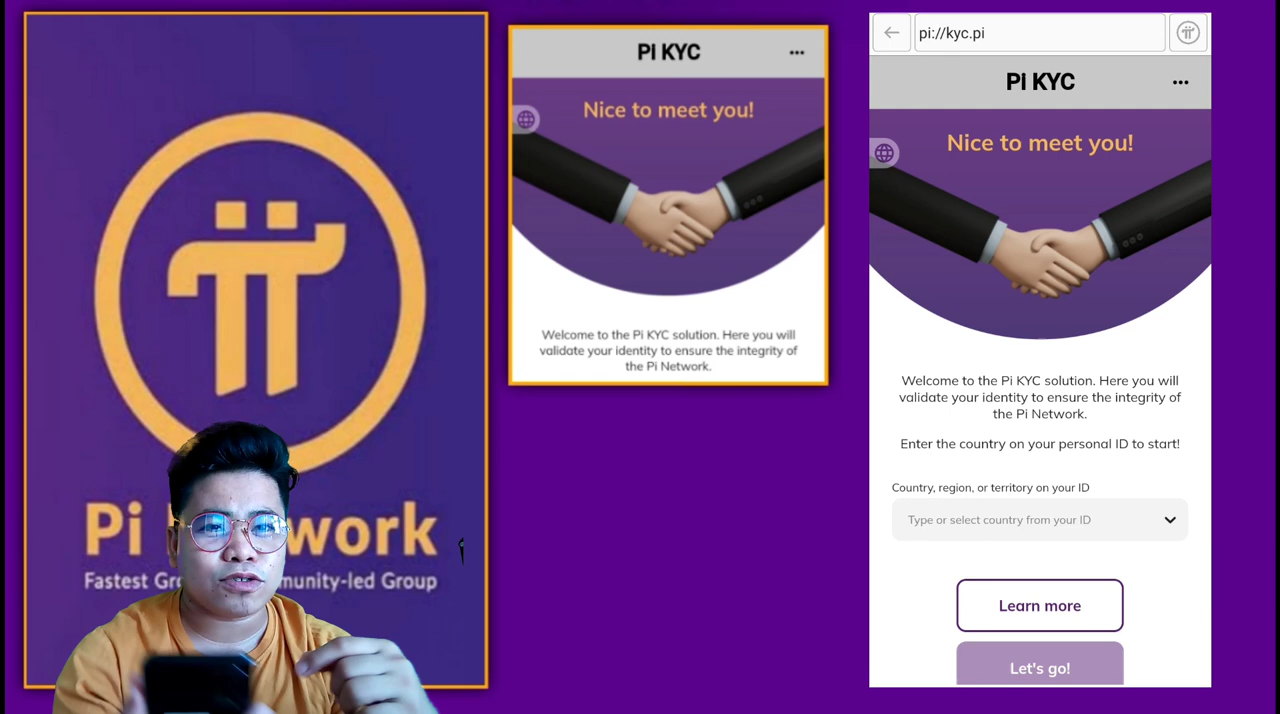 Pi work
Fastest Gro munity-led Group
Pi KYC
Nice to meet you!
Welcome to the Pi KYC solution. Here you will
validate your identity to ensure the integrity of
the Pi Network.
pi://kyc.pi
Pi KYC
Nice to meet you!
Welcome to the Pi KYC solution. Here you will
validate your identity to ensure the integrity of
the Pi Network.
Enter the country on your personal ID to start!
Country, region, or territory on your ID
Type or select country from your ID
Learn more
Let's go!